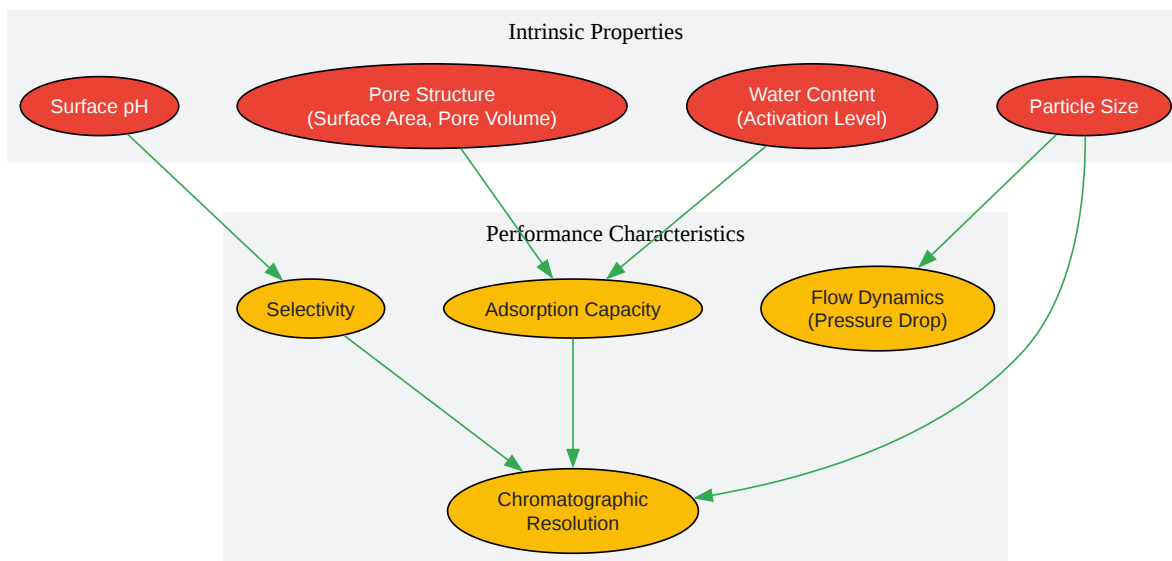 Intrinsic Properties
Surface pH
Pore Structure
(Surface Area, Pore Volume)
Water Content
(Activation Level)
Particle Size
Performance Characteristics
Selectivity
Adsorption Capacity
Flow Dynamics
(Pressure Drop)
Chromatographic
Resolution